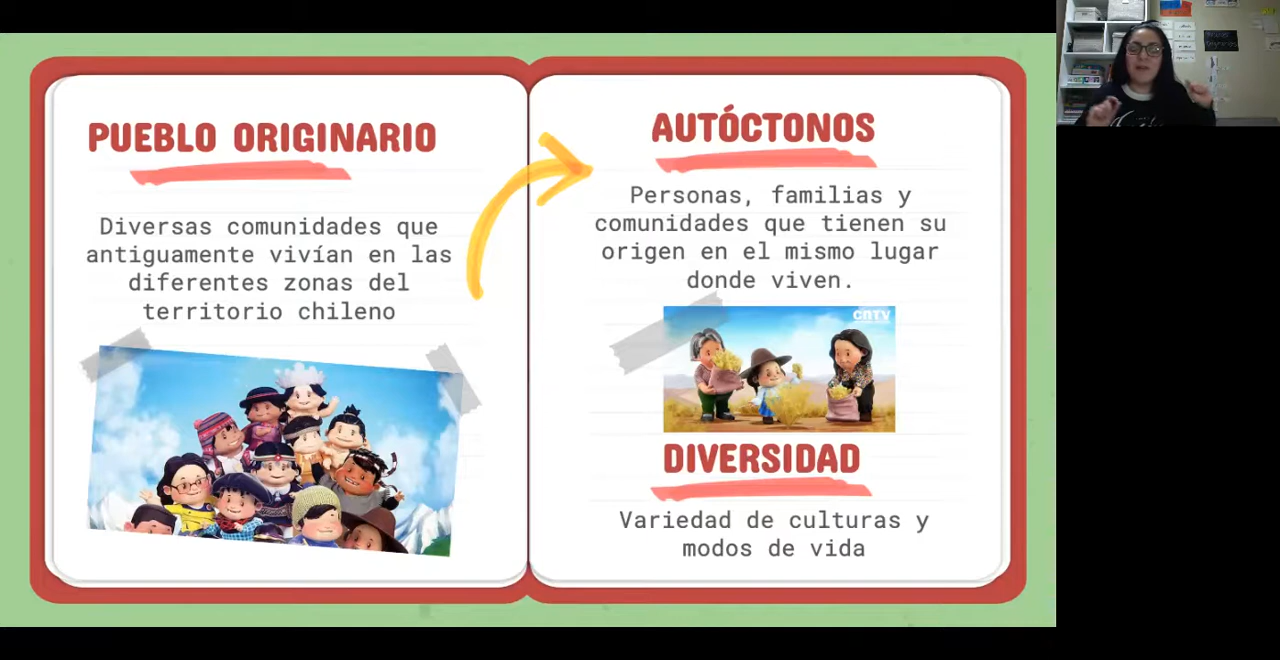 PUEBLO ORIGINARIO
Diversas comunidades que
antiguamente vivían en las
diferentes zonas del
territorio chileno
AUTÓCTONOS
Personas, familias y
comunidades que tienen su
origen en el mismo lugar
donde viven.
CNTV
DIVERSIDAD
Variedad de culturas y
modos de vida